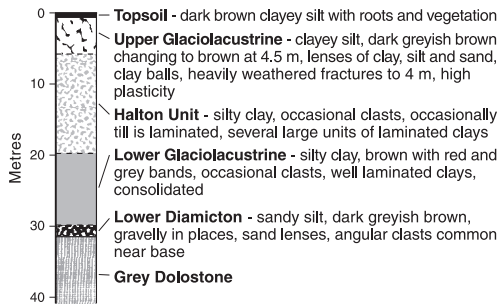 0
Topsoil - dark brown clayey silt with roots and vegetation
Upper Glaciolacustrine - clayey silt, dark greyish brown
changing to brown at 4.5 m, lenses of clay, silt and sand,
clay balls, heavily weathered fractures to 4 m, high
plasticity
10
Halton Unit - silty clay, occasional clasts, occasionally
till is laminated, several large units of laminated clays
Metres
20
Lower Glaciolacustrine - silty clay, brown with red and
grey bands, occasional clasts, well laminated clays,
consolidated
30
Lower Diamicton - sandy silt, dark greyish brown,
gravelly in places, sand lenses, angular clasts common
near base
Grey Dolostone
40